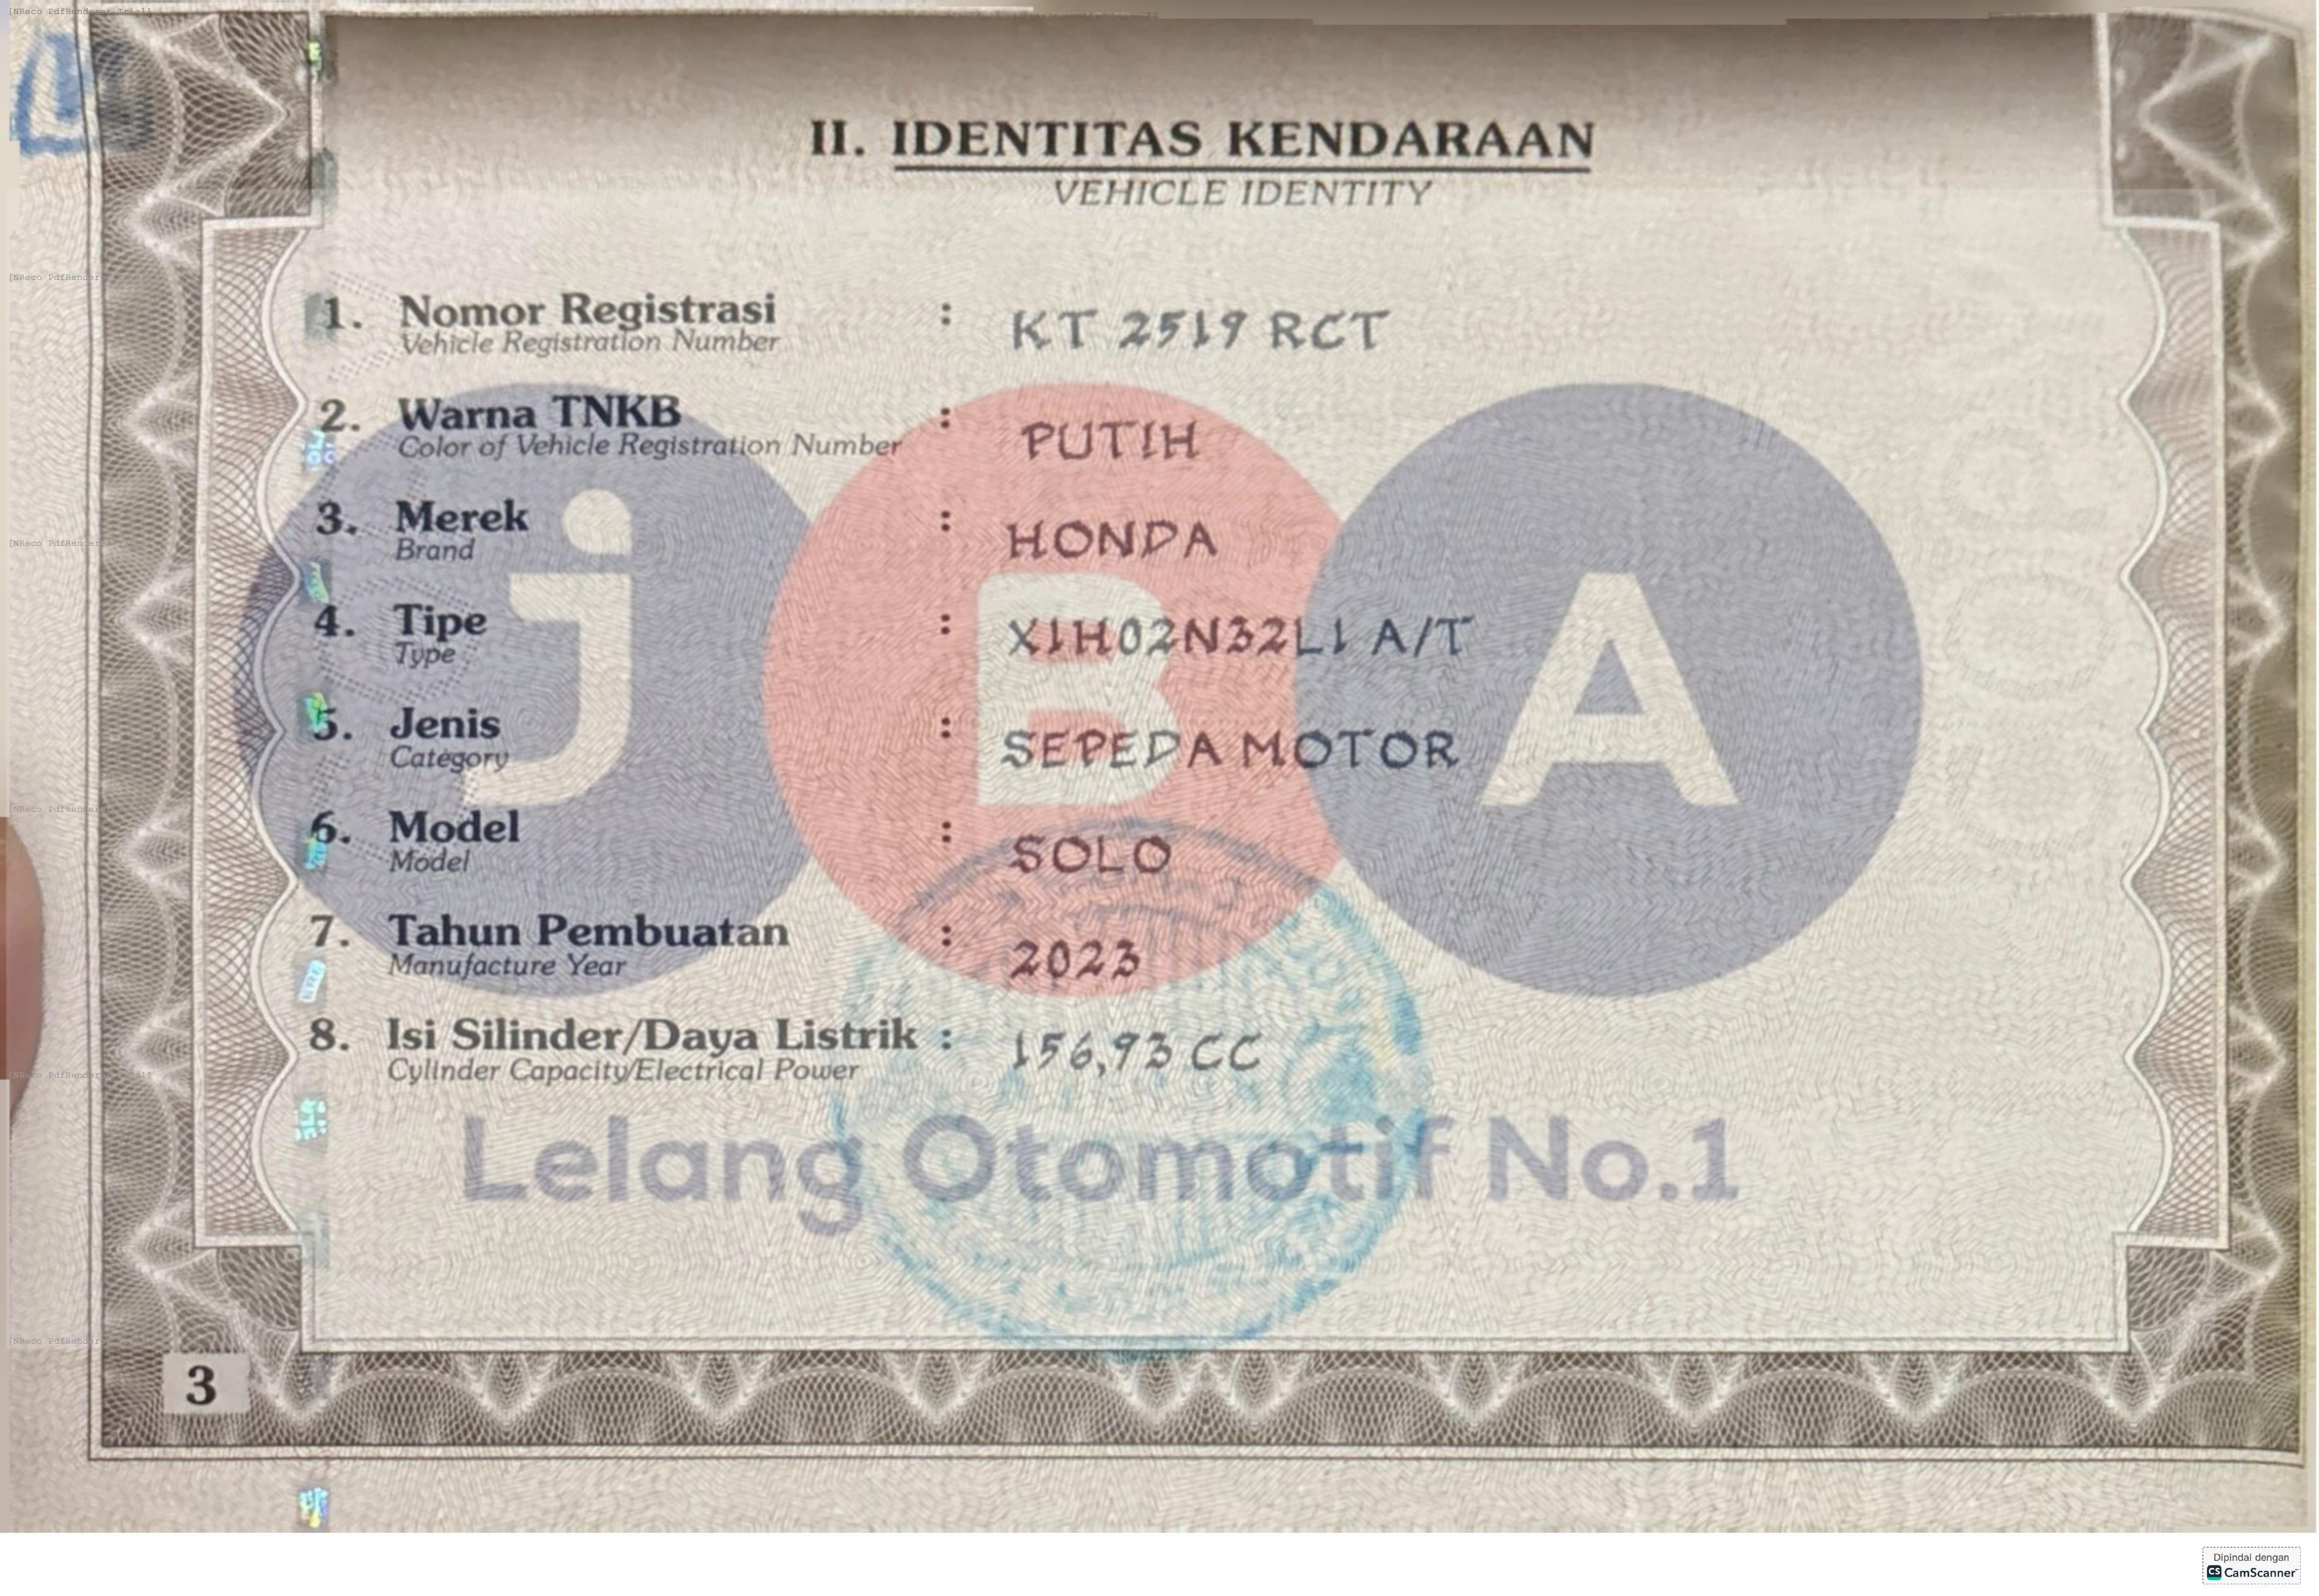 II. IDENTITAS KENDARAAN
VEHICLE IDENTITY
1. Nomor Registrasi : KT 2519 RCT
Vehicle Registration Number
2. Warna TNKB : PUTIH
Color of Vehicle Registration Number
3. Merek : HONDA
Brand
4. Tipe : X1H02N32L1 A/T
Type
5. Jenis : SEPEDA MOTOR
Category
6. Model : SOLO
Model
7. Tahun Pembuatan : 2023
Manufacture Year
8. Isi Silinder/Daya Listrik : 156,93 CC
Cylinder Capacity/Electrical Power
jBA
Lelang Otomotif No.1
3
Dipindai dengan
CS CamScanner